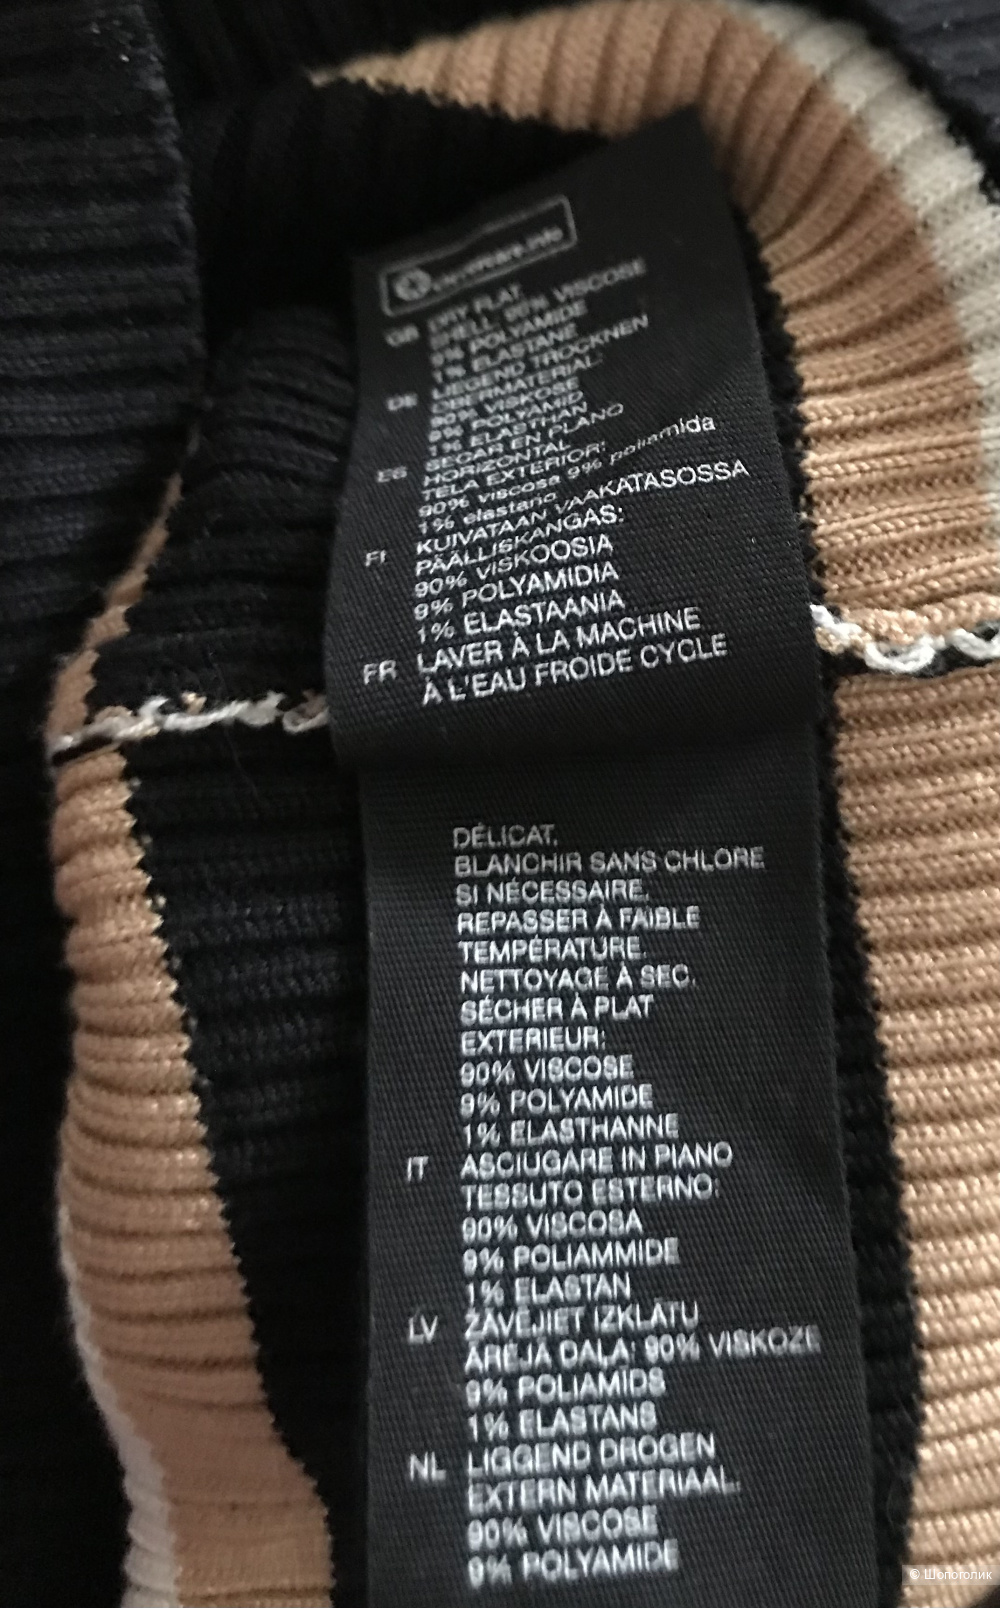 clevercare.info
GB DRY FLAT
SHELL: 90% VISCOSE
9% POLYAMIDE
1% ELASTANE
DE LIEGEND TROCKNEN
OBERMATERIAL:
90% VISKOSE
9% POLYAMID
1% ELASTHAN
ES SECAR EN PLANO
HORIZONTAL
TELA EXTERIOR:
90% viscosa 9% poliamida
1% elastano
FI KUIVATAAN VAAKATASOSSA
PÄÄLLISKANGAS:
90% VISKOOSIA
9% POLYAMIDIA
1% ELASTAANIA
FR LAVER À LA MACHINE
À L'EAU FROIDE CYCLE
DÉLICAT.
BLANCHIR SANS CHLORE
SI NÉCESSAIRE.
REPASSER À FAIBLE
TEMPÉRATURE.
NETTOYAGE À SEC.
SÉCHER À PLAT
EXTERIEUR:
90% VISCOSE
9% POLYAMIDE
1% ELASTHANNE
IT ASCIUGARE IN PIANO
TESSUTO ESTERNO:
90% VISCOSA
9% POLIAMMIDE
1% ELASTAN
LV ŽĀVĒJIET IZKLĀTU
ĀRĒJĀ DAĻA: 90% VISKOZE
9% POLIAMĪDS
1% ELASTANS
NL LIGGEND DROGEN
EXTERN MATERIAAL:
90% VISCOSE
9% POLYAMIDE
© Шопоголик